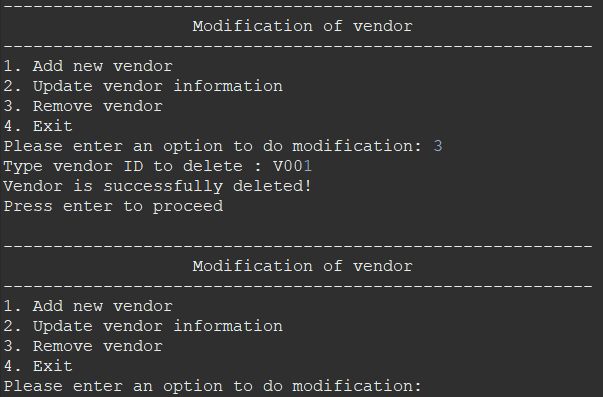 -----------------------------------------------------------
Modification of vendor
-----------------------------------------------------------
1. Add new vendor
2. Update vendor information
3. Remove vendor
4. Exit
Please enter an option to do modification: 3
Type vendor ID to delete : V001
Vendor is successfully deleted!
Press enter to proceed
-----------------------------------------------------------
Modification of vendor
-----------------------------------------------------------
1. Add new vendor
2. Update vendor information
3. Remove vendor
4. Exit
Please enter an option to do modification: